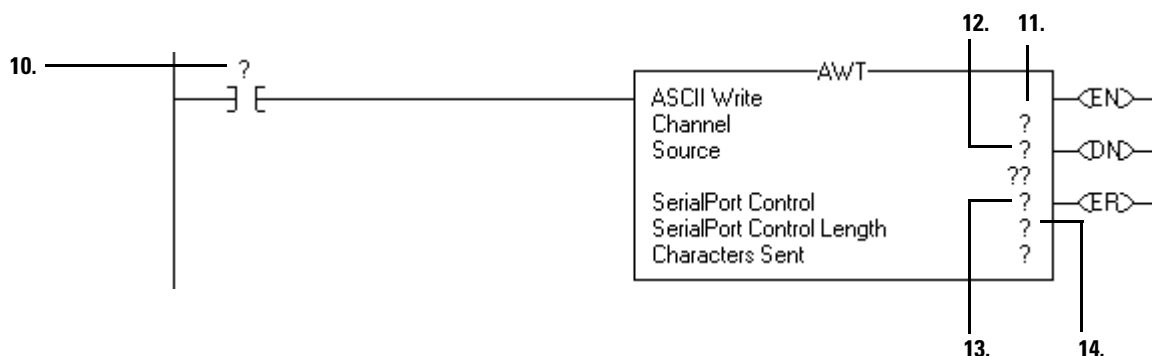 12. 11.
10. ?
AWT
ASCII Write EN
Channel ?
Source ? DN
??
SerialPort Control ? ER
SerialPort Control Length ?
Characters Sent ?
13. 14.